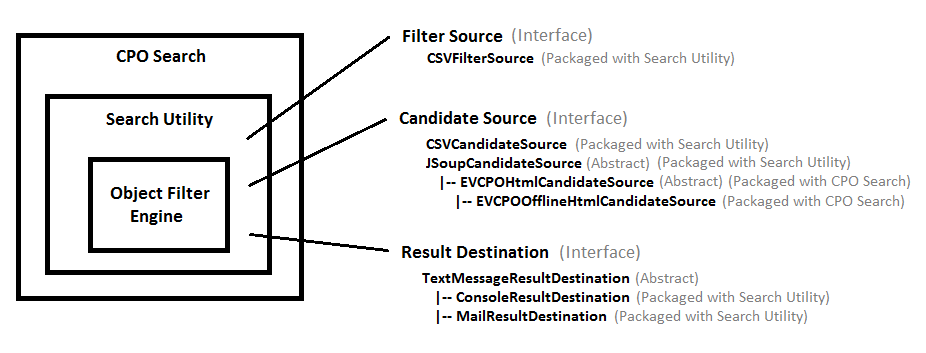 CPO Search
Search Utility
Object Filter
Engine
Filter Source (Interface)
CSVFilterSource (Packaged with Search Utility)
Candidate Source (Interface)
CSVCandidateSource (Packaged with Search Utility)
JSoupCandidateSource (Abstract) (Packaged with Search Utility)
|-- EVCPOHtmlCandidateSource (Abstract) (Packaged with CPO Search)
|-- EVCPOOfflineHtmlCandidateSource (Packaged with CPO Search)
Result Destination (Interface)
TextMessageResultDestination (Abstract)
|-- ConsoleResultDestination (Packaged with Search Utility)
|-- MailResultDestination (Packaged with Search Utility)